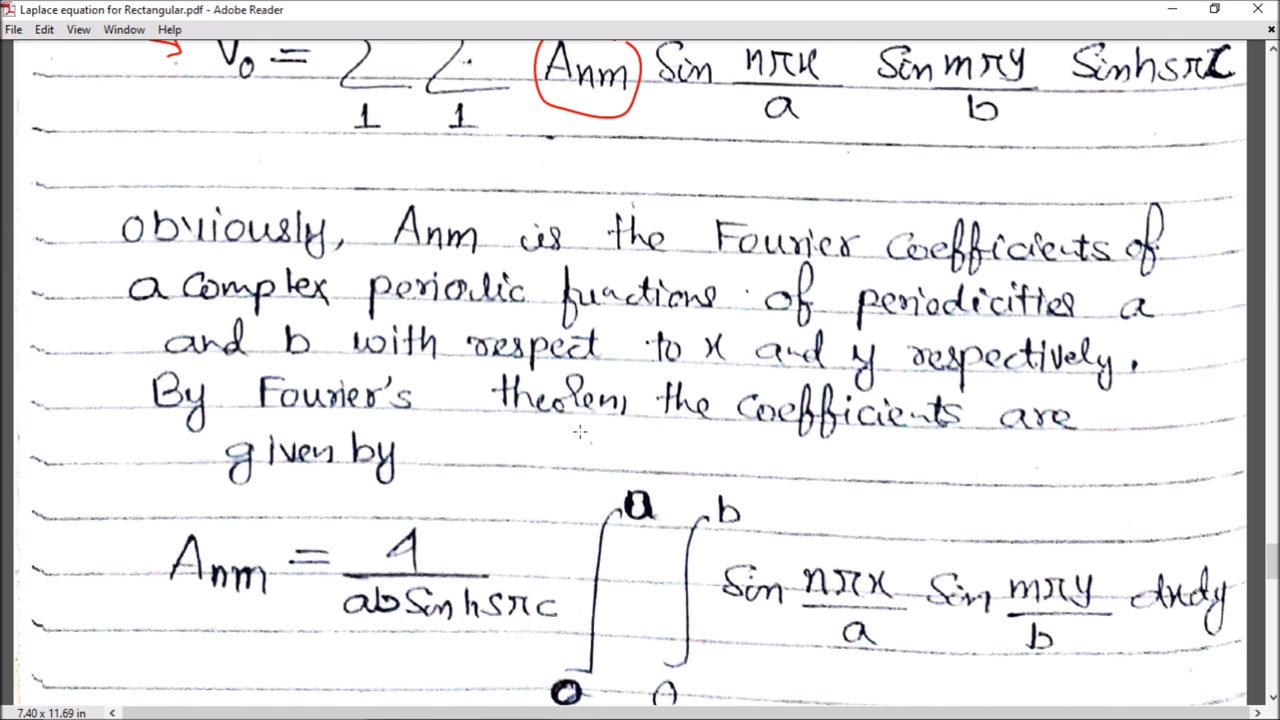 Laplace equation for Rectangular.pdf - Adobe Reader
File Edit View Window Help
V₀ = Σ Σ Anm Sin nπx/a Sin mπy/b Sinhsπc
1 1
obviously, Anm is the Fourier Coefficients of
a complex periodic functions of periodicities a
and b with respect to x and y respectively.
By Fourier's theorem, the coefficients are
given by
Anm = 4/(ab Sinhsπc) ∫₀ᵃ ∫₀ᵇ Sin nπx/a Sin mπy/b dxdy
7.40 x 11.69 in